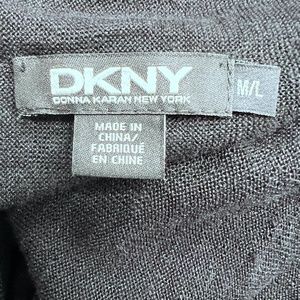 DKNY
DONNA KARAN NEW YORK
M/L
MADE IN
CHINA/
FABRIQUÉ
EN CHINE